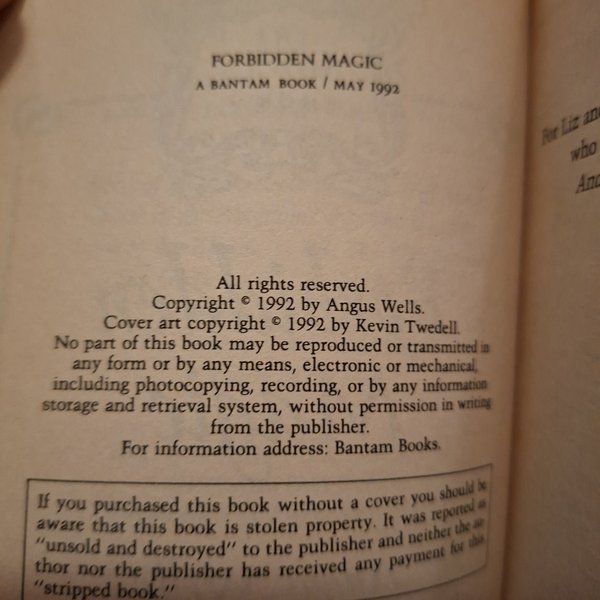 FORBIDDEN MAGIC
A BANTAM BOOK / MAY 1992
All rights reserved.
Copyright © 1992 by Angus Wells.
Cover art copyright © 1992 by Kevin Twedell.
No part of this book may be reproduced or transmitted in
any form or by any means, electronic or mechanical,
including photocopying, recording, or by any information
storage and retrieval system, without permission in writing
from the publisher.
For information address: Bantam Books.
If you purchased this book without a cover you should be
aware that this book is stolen property. It was reported as
"unsold and destroyed" to the publisher and neither the au-
thor nor the publisher has received any payment for this
"stripped book."
For Liz and
who
And